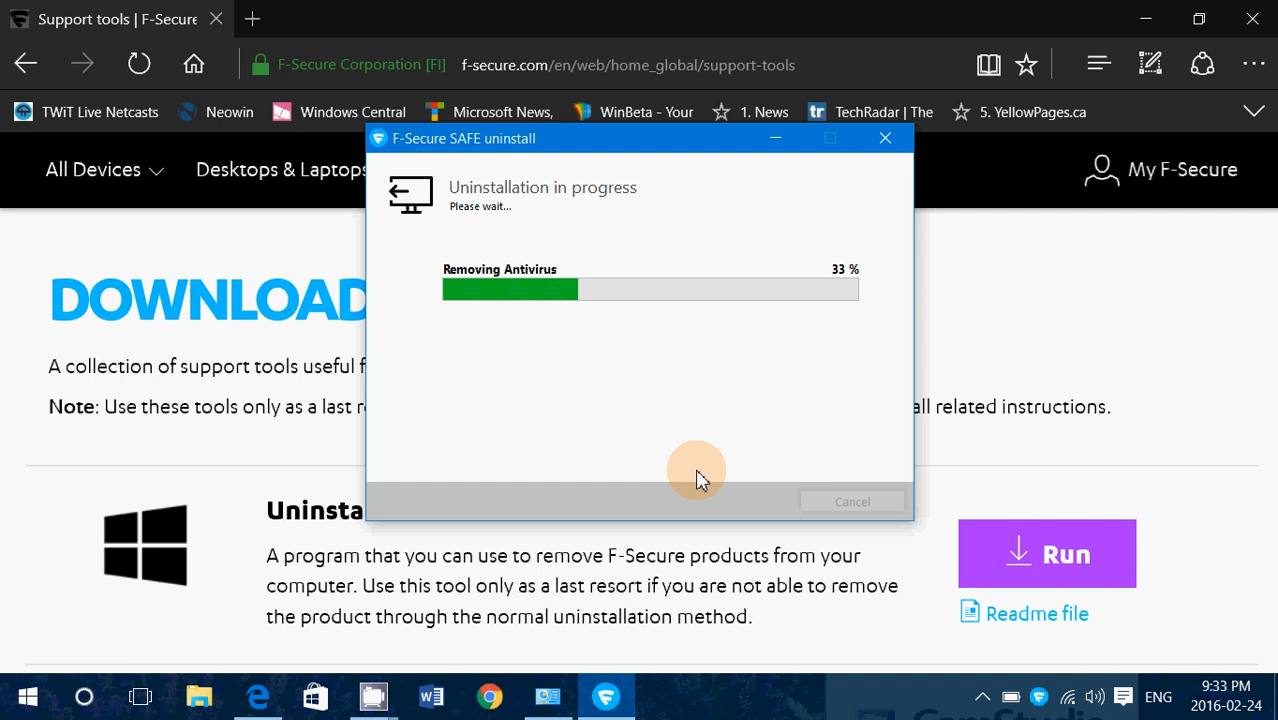 Support tools | F-Secure
F-Secure Corporation [FI] f-secure.com/en/web/home_global/support-tools
TWiT Live Netcasts Neowin Windows Central Microsoft News, WinBeta - Your 1. News tr TechRadar | The 5. YellowPages.ca
F-Secure SAFE uninstall
All Devices Desktops & Laptops My F-Secure
Uninstallation in progress
Please wait...
Removing Antivirus 33 %
DOWNLOAD
A collection of support tools useful f
Note: Use these tools only as a last re all related instructions.
Cancel
Uninsta
A program that you can use to remove F-Secure products from your
computer. Use this tool only as a last resort if you are not able to remove
the product through the normal uninstallation method.
Run
Readme file
ENG
9:33 PM
2016-02-24